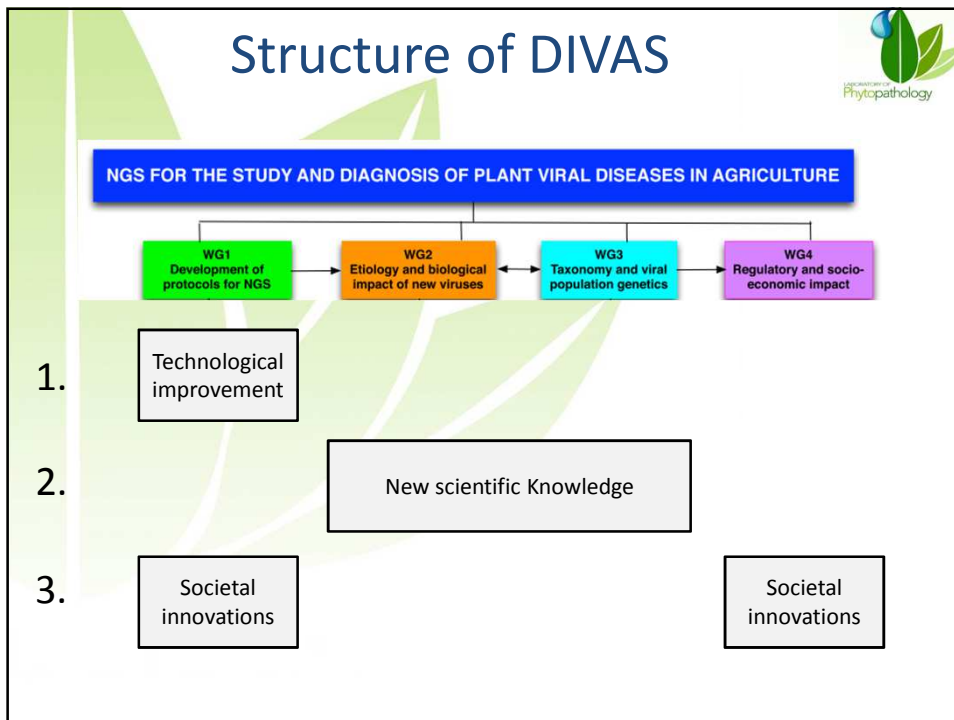 Structure of DIVAS
LABORATORY OF
Phytopathology
NGS FOR THE STUDY AND DIAGNOSIS OF PLANT VIRAL DISEASES IN AGRICULTURE
WG1
Development of
protocols for NGS
WG2
Etiology and biological
impact of new viruses
WG3
Taxonomy and viral
population genetics
WG4
Regulatory and socio-
economic impact
1.
Technological
improvement
2.
New scientific Knowledge
3.
Societal
innovations
Societal
innovations